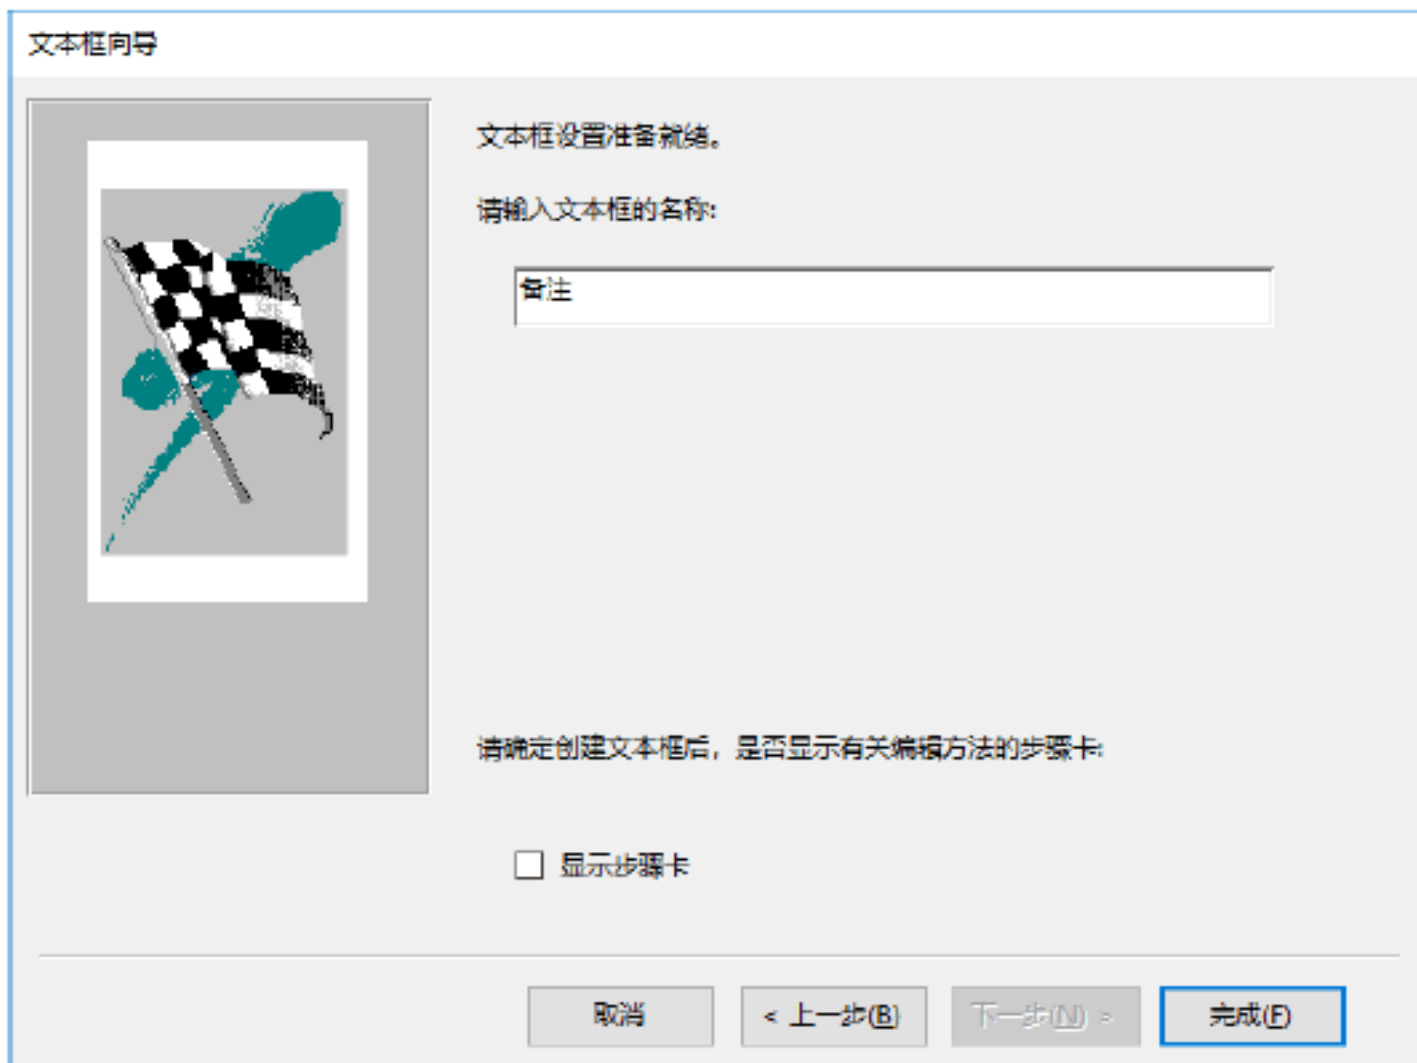 文本框向导
文本框设置准备就绪。
请输入文本框的名称:
备注
请确定创建文本框后，是否显示有关编辑方法的步骤卡:
显示步骤卡
取消
< 上一步(B)
下一步(N) >
完成(F)